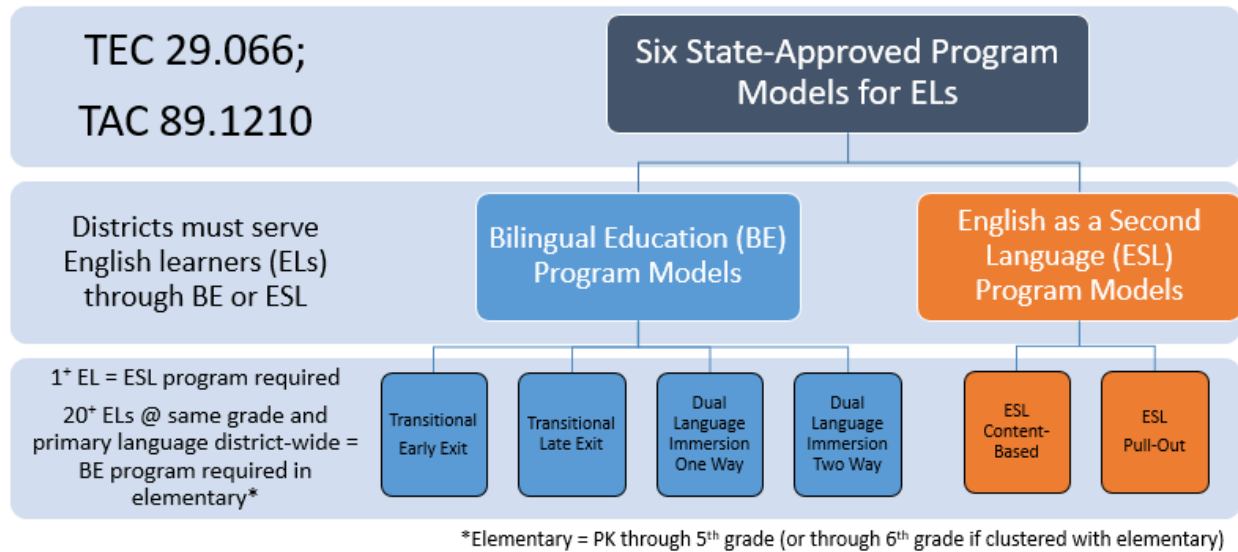 TEC 29.066;
TAC 89.1210
Six State-Approved Program
Models for ELs
Districts must serve
English learners (ELs)
through BE or ESL
Bilingual Education (BE)
Program Models
English as a Second
Language (ESL)
Program Models
1⁺ EL = ESL program required
20⁺ ELs @ same grade and
primary language district-wide =
BE program required in
elementary*
Transitional
Early Exit
Transitional
Late Exit
Dual
Language
Immersion
One Way
Dual
Language
Immersion
Two Way
ESL
Content-
Based
ESL
Pull-Out
*Elementary = PK through 5ᵗʰ grade (or through 6ᵗʰ grade if clustered with elementary)